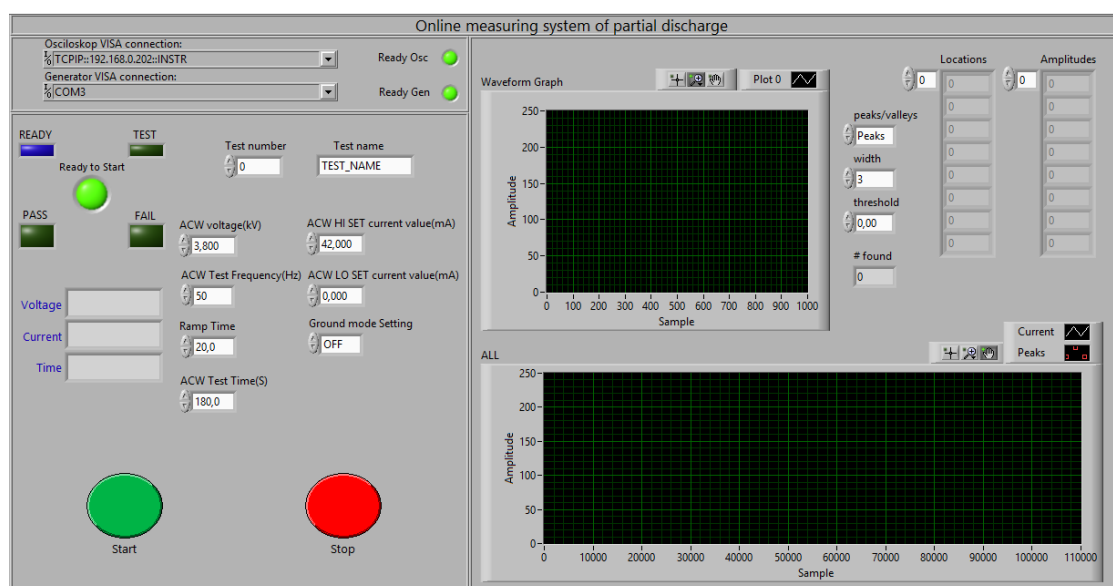 Online measuring system of partial discharge
Osciloskop VISA connection:
TCPIP::192.168.0.202::INSTR
Ready Osc
Generator VISA connection:
COM3
Ready Gen
READY
TEST
Ready to Start
PASS
FAIL
Test number
0
Test name
TEST_NAME
ACW voltage(kV)
3,800
ACW HI SET current value(mA)
42,000
ACW Test Frequency(Hz)
50
ACW LO SET current value(mA)
0,000
Ramp Time
20,0
Ground mode Setting
OFF
ACW Test Time(S)
180,0
Voltage
Current
Time
Start
Stop
Waveform Graph
Plot 0
Amplitude
250
200
150
100
50
0
0 100 200 300 400 500 600 700 800 900 1000
Sample
peaks/valleys
Peaks
width
3
threshold
0,00
# found
0
Locations
0
0
0
0
0
0
0
0
0
Amplitudes
0
0
0
0
0
0
0
0
0
ALL
Current
Peaks
Amplitude
250
200
150
100
50
0
0 10000 20000 30000 40000 50000 60000 70000 80000 90000 100000 110000
Sample